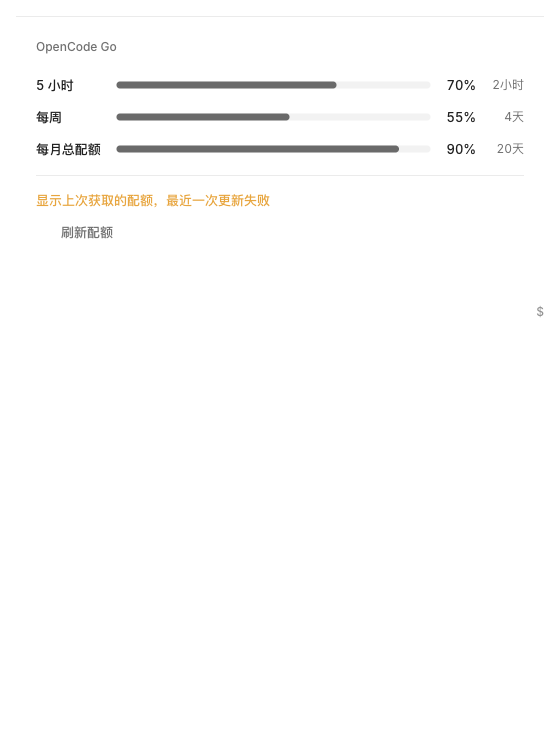 OpenCode Go
5 小时 70% 2小时
每周 55% 4天
每月总配额 90% 20天
显示上次获取的配额，最近一次更新失败
刷新配额
$